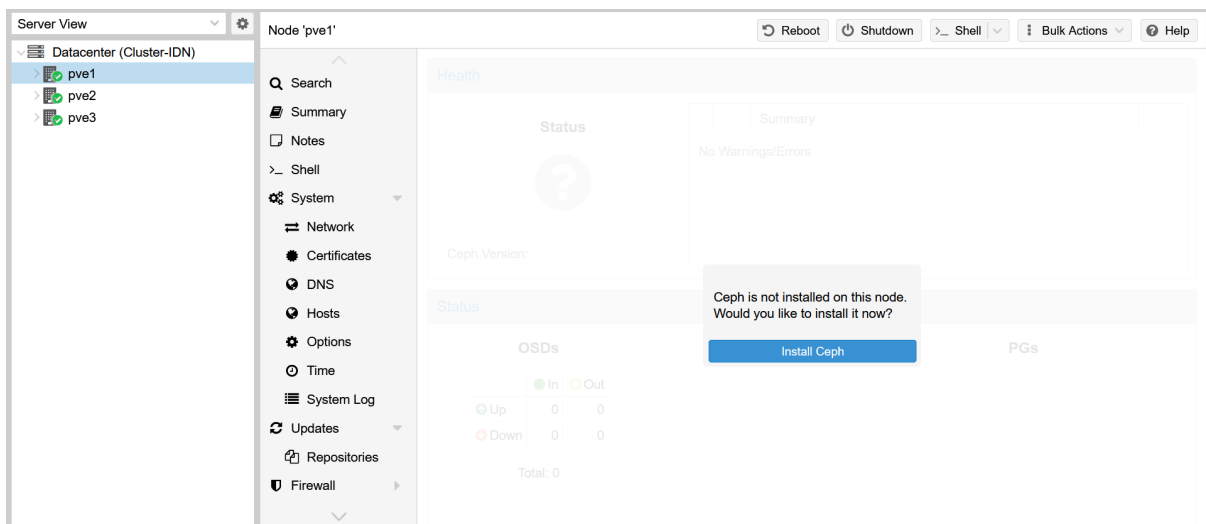 Server View
Datacenter (Cluster-IDN)
pve1
pve2
pve3
Node 'pve1'
Reboot
Shutdown
>_ Shell
Bulk Actions
Help
Search
Summary
Notes
>_ Shell
System
Network
Certificates
DNS
Hosts
Options
Time
System Log
Updates
Repositories
Firewall
Health
Status
Summary
No Warnings/Errors
Ceph Version:
Ceph is not installed on this node.
Would you like to install it now?
Install Ceph
Status
OSDs
In Out
Up 0 0
Down 0 0
Total: 0
PGs